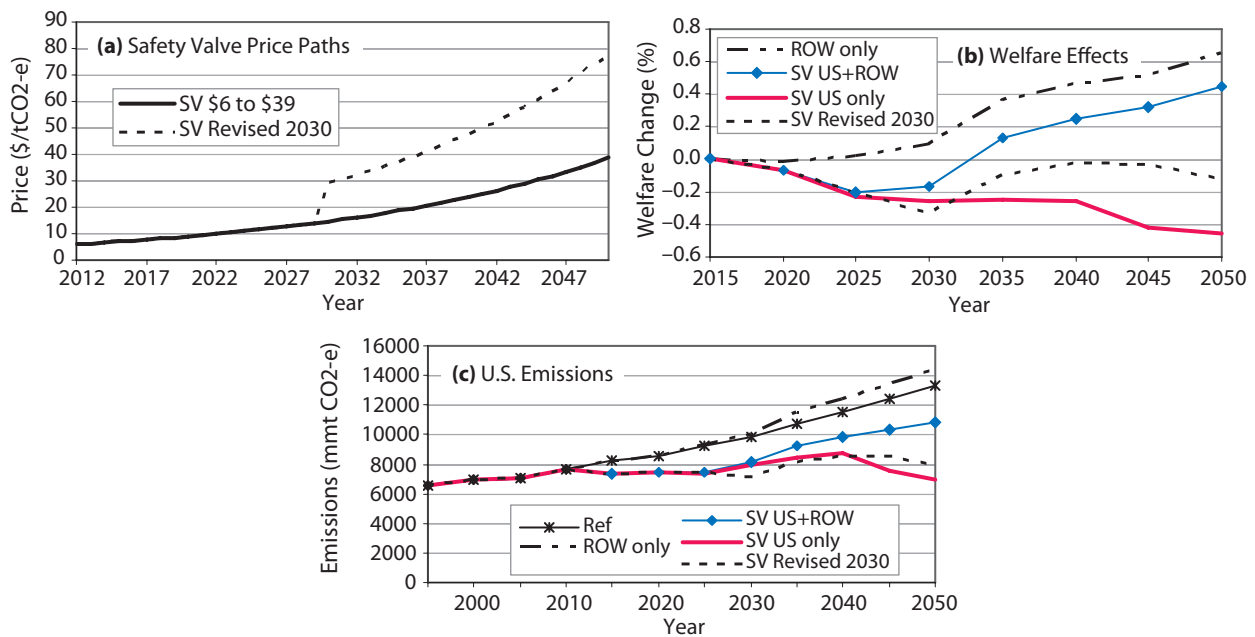 (a) Safety Valve Price Paths
Price ($/tCO2-e)
90
80
70
60
50
40
30
20
10
0
SV $6 to $39
SV Revised 2030
2012 2017 2022 2027 2032 2037 2042 2047
Year
(b) Welfare Effects
Welfare Change (%)
0.8
0.6
0.4
0.2
0.0
−0.2
−0.4
−0.6
ROW only
SV US+ROW
SV US only
SV Revised 2030
2015 2020 2025 2030 2035 2040 2045 2050
Year
(c) U.S. Emissions
Emissions (mmt CO2-e)
16000
14000
12000
10000
8000
6000
4000
2000
0
Ref
ROW only
SV US+ROW
SV US only
SV Revised 2030
2000 2010 2020 2030 2040 2050
Year